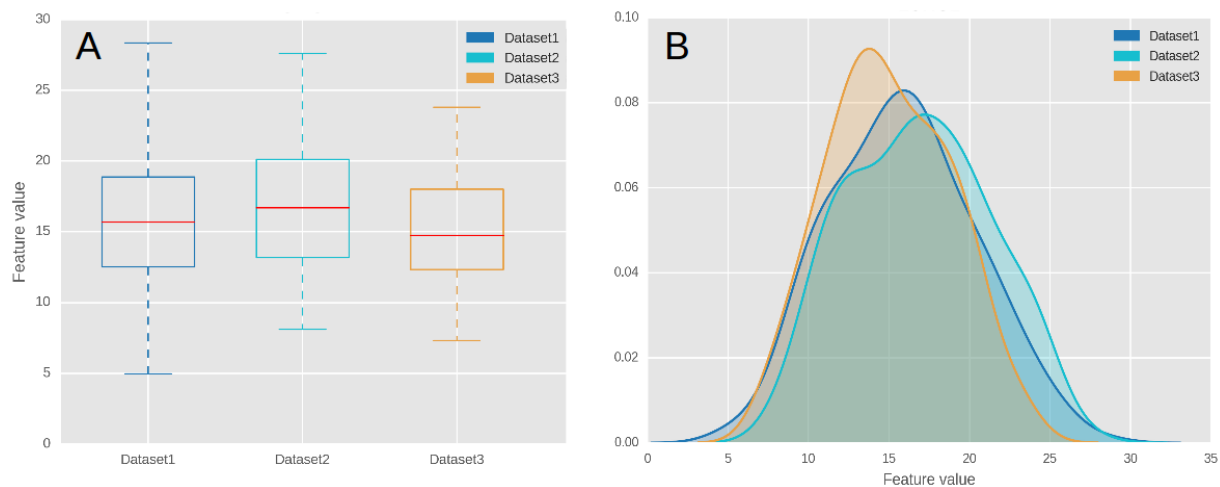 A
Dataset1
Dataset2
Dataset3
Feature value
30
25
20
15
10
5
0
Dataset1
Dataset2
Dataset3
B
Dataset1
Dataset2
Dataset3
0.10
0.08
0.06
0.04
0.02
0.00
0
5
10
15
20
25
30
35
Feature value